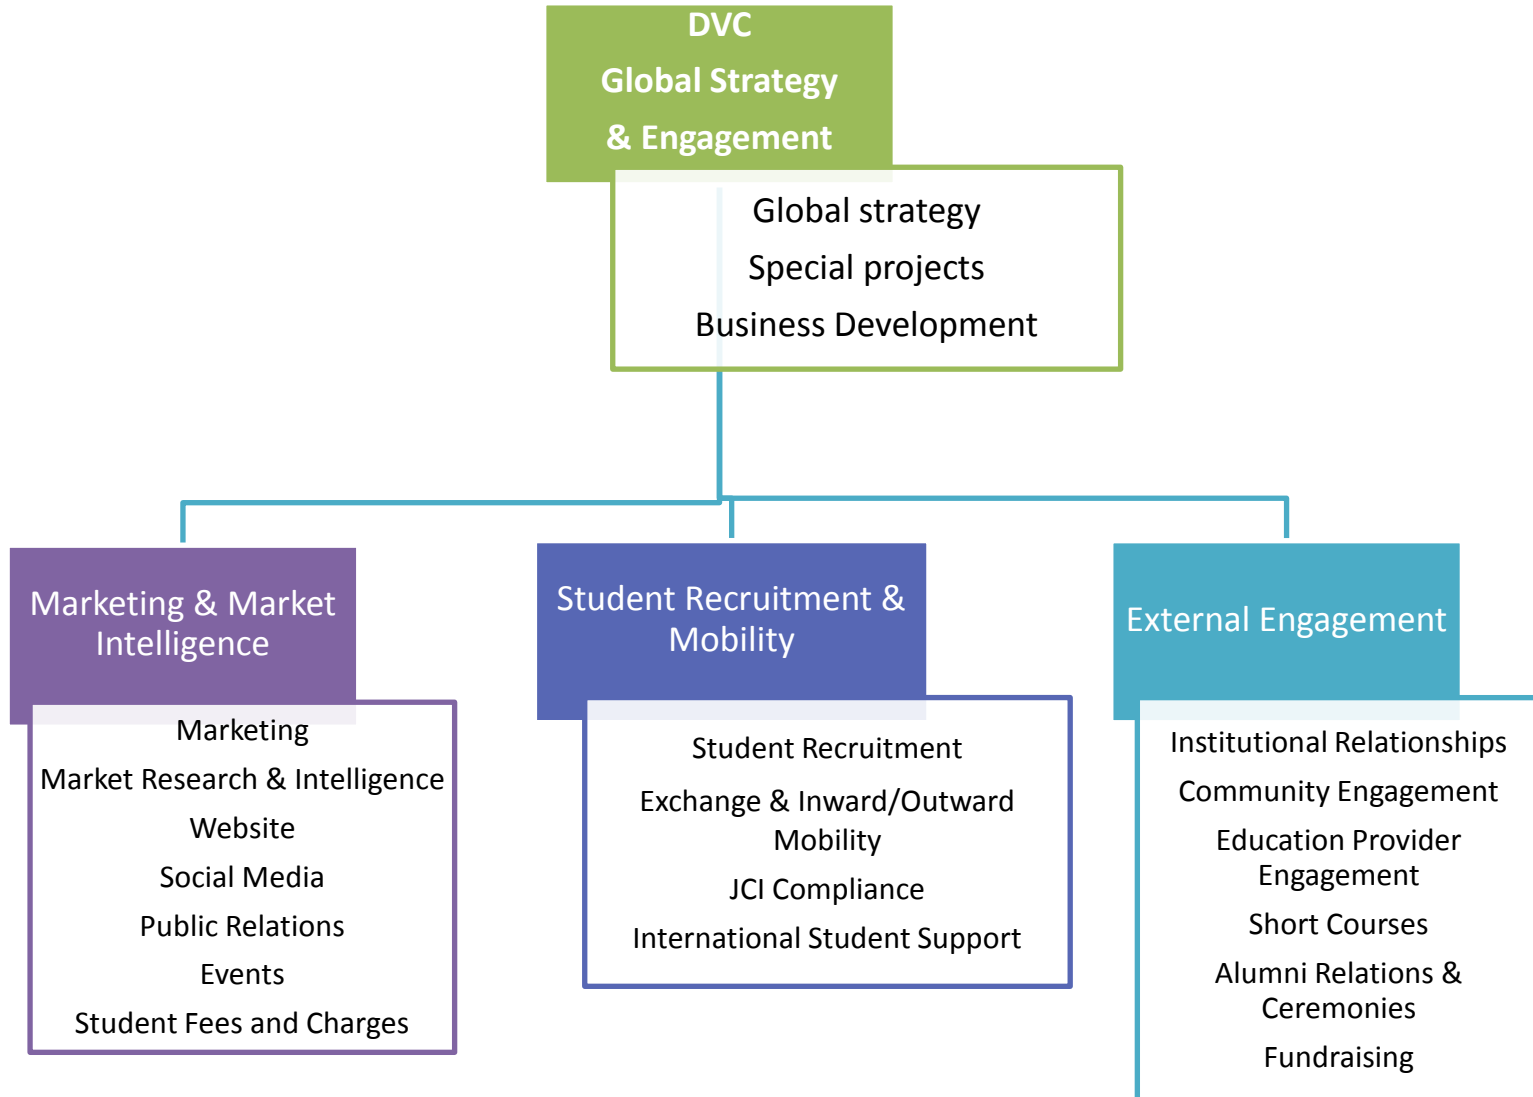 DVC
Global Strategy
& Engagement
Global strategy
Special projects
Business Development
Marketing & Market
Intelligence
Marketing
Market Research & Intelligence
Website
Social Media
Public Relations
Events
Student Fees and Charges
Student Recruitment &
Mobility
Student Recruitment
Exchange & Inward/Outward
Mobility
JCI Compliance
International Student Support
External Engagement
Institutional Relationships
Community Engagement
Education Provider
Engagement
Short Courses
Alumni Relations &
Ceremonies
Fundraising